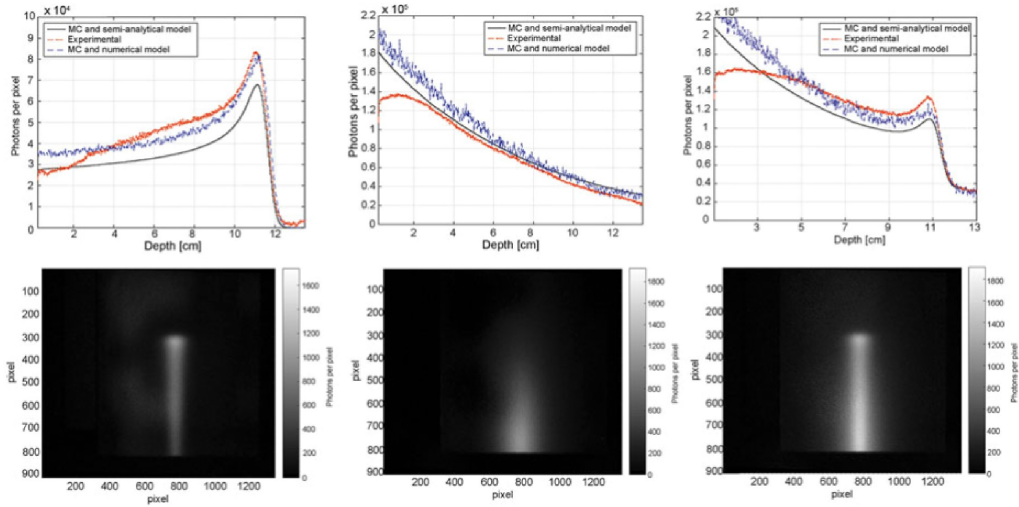 10 x 10⁴
MC and semi-analytical model
Experimental
MC and numerical model
Photons per pixel
9
8
7
6
5
4
3
2
1
0
2 4 6 8 10 12
Depth [cm]
2.2 x 10⁵
MC and semi-analytical model
Experimental
MC and numerical model
Photons per pixel
2
1.8
1.6
1.4
1.2
1
0.8
0.6
0.4
0.2
0
2 4 6 8 10 12
Depth [cm]
2.2 x 10⁵
MC and semi-analytical model
Experimental
MC and numerical model
Photons per pixel
2
1.8
1.6
1.4
1.2
1
0.8
0.6
0.4
0.2
0
3 5 7 9 11 13
Depth [cm]
pixel
100
200
300
400
500
600
700
800
900
200 400 600 800 1000 1200
pixel
1600
1400
1200
1000
800
600
400
200
0
Photons per pixel
pixel
100
200
300
400
500
600
700
800
900
200 400 600 800 1000 1200
pixel
1800
1600
1400
1200
1000
800
600
400
200
0
Photons per pixel
pixel
100
200
300
400
500
600
700
800
900
200 400 600 800 1000 1200
pixel
1800
1600
1400
1200
1000
800
600
400
200
0
Photons per pixel